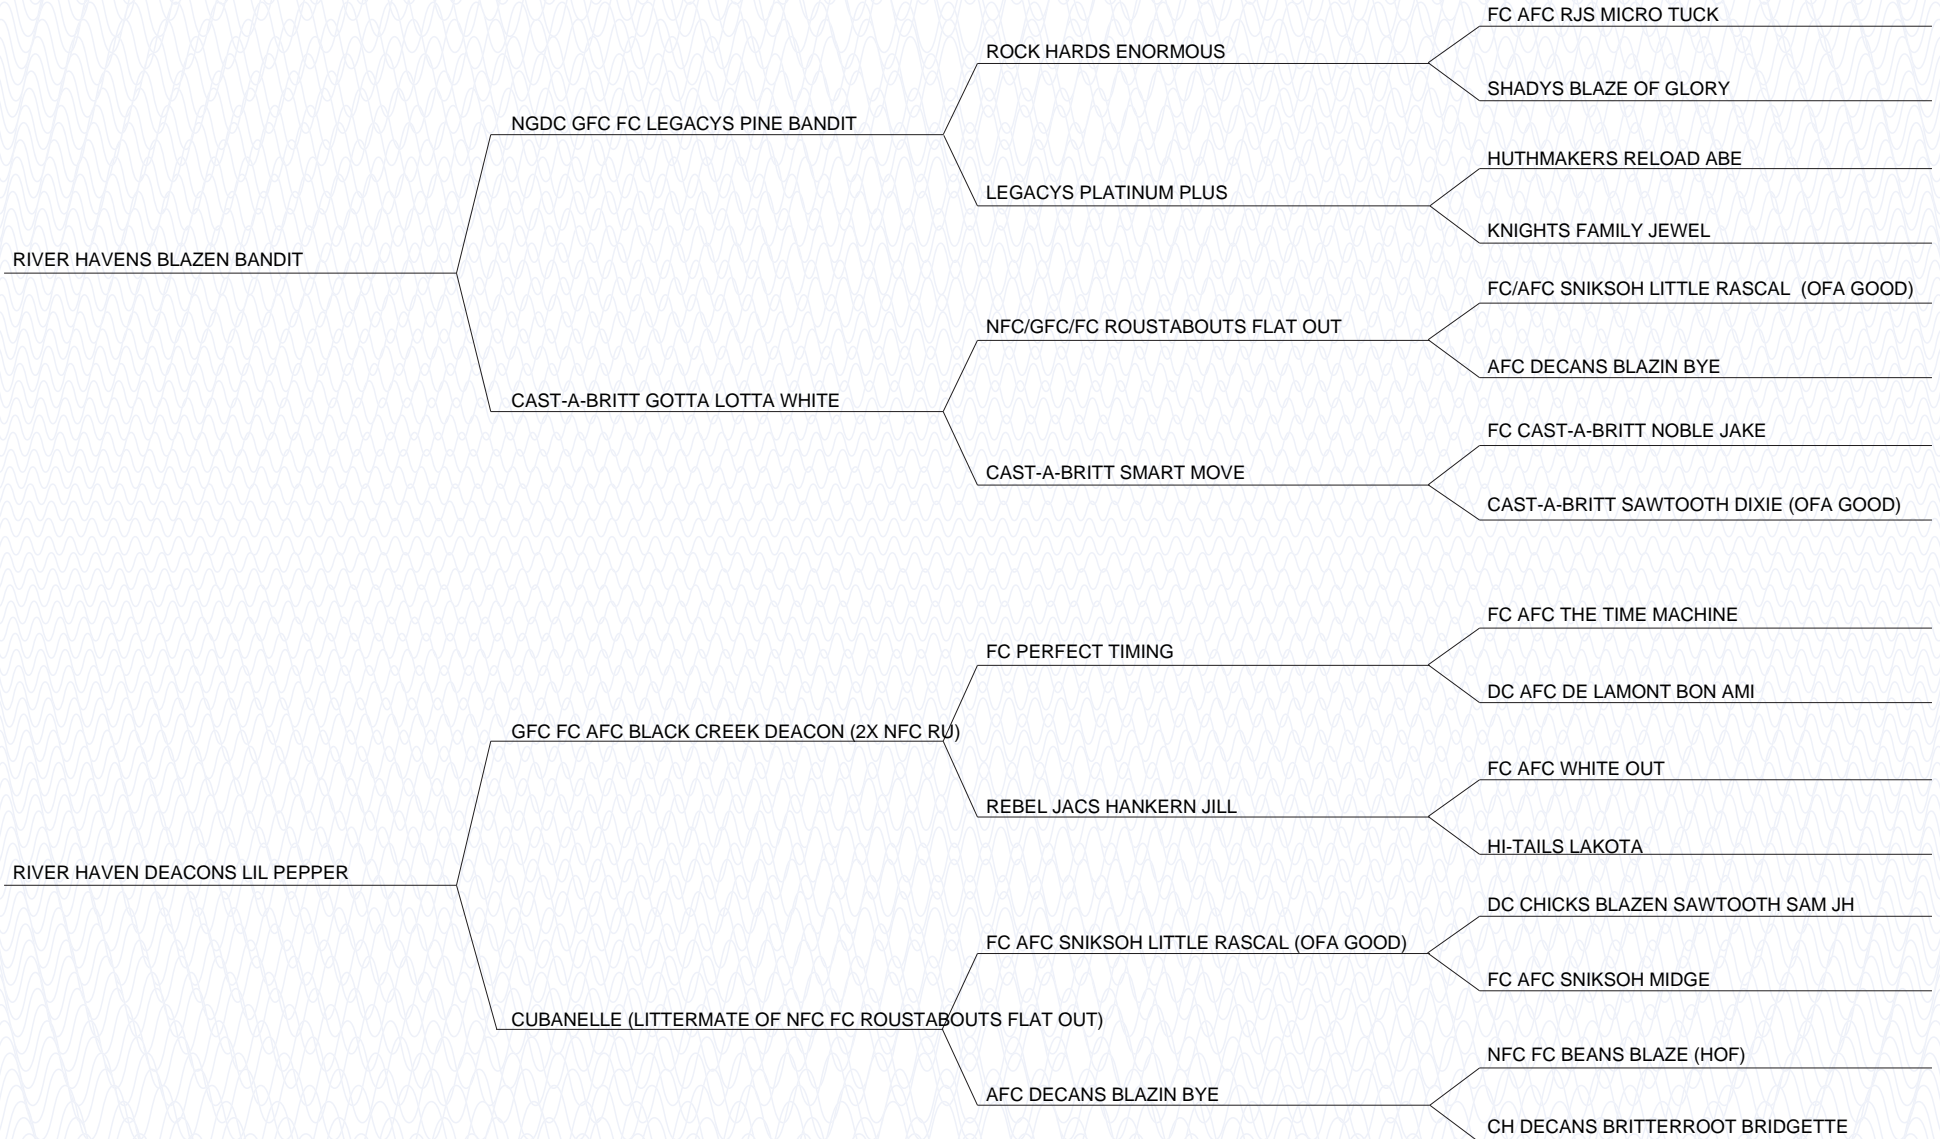 FC AFC RJS MICRO TUCK
ROCK HARDS ENORMOUS
SHADYS BLAZE OF GLORY
NGDC GFC FC LEGACYS PINE BANDIT
HUTHMAKERS RELOAD ABE
LEGACYS PLATINUM PLUS
KNIGHTS FAMILY JEWEL
RIVER HAVENS BLAZEN BANDIT
FC/AFC SNIKSOH LITTLE RASCAL  (OFA GOOD)
NFC/GFC/FC ROUSTABOUTS FLAT OUT
AFC DECANS BLAZIN BYE
CAST-A-BRITT GOTTA LOTTA WHITE
FC CAST-A-BRITT NOBLE JAKE
CAST-A-BRITT SMART MOVE
CAST-A-BRITT SAWTOOTH DIXIE (OFA GOOD)
FC AFC THE TIME MACHINE
FC PERFECT TIMING
DC AFC DE LAMONT BON AMI
GFC FC AFC BLACK CREEK DEACON (2X NFC RU)
FC AFC WHITE OUT
REBEL JACS HANKERN JILL
HI-TAILS LAKOTA
RIVER HAVEN DEACONS LIL PEPPER
DC CHICKS BLAZEN SAWTOOTH SAM JH
FC AFC SNIKSOH LITTLE RASCAL (OFA GOOD)
FC AFC SNIKSOH MIDGE
CUBANELLE (LITTERMATE OF NFC FC ROUSTABOUTS FLAT OUT)
NFC FC BEANS BLAZE (HOF)
AFC DECANS BLAZIN BYE
CH DECANS BRITTERROOT BRIDGETTE